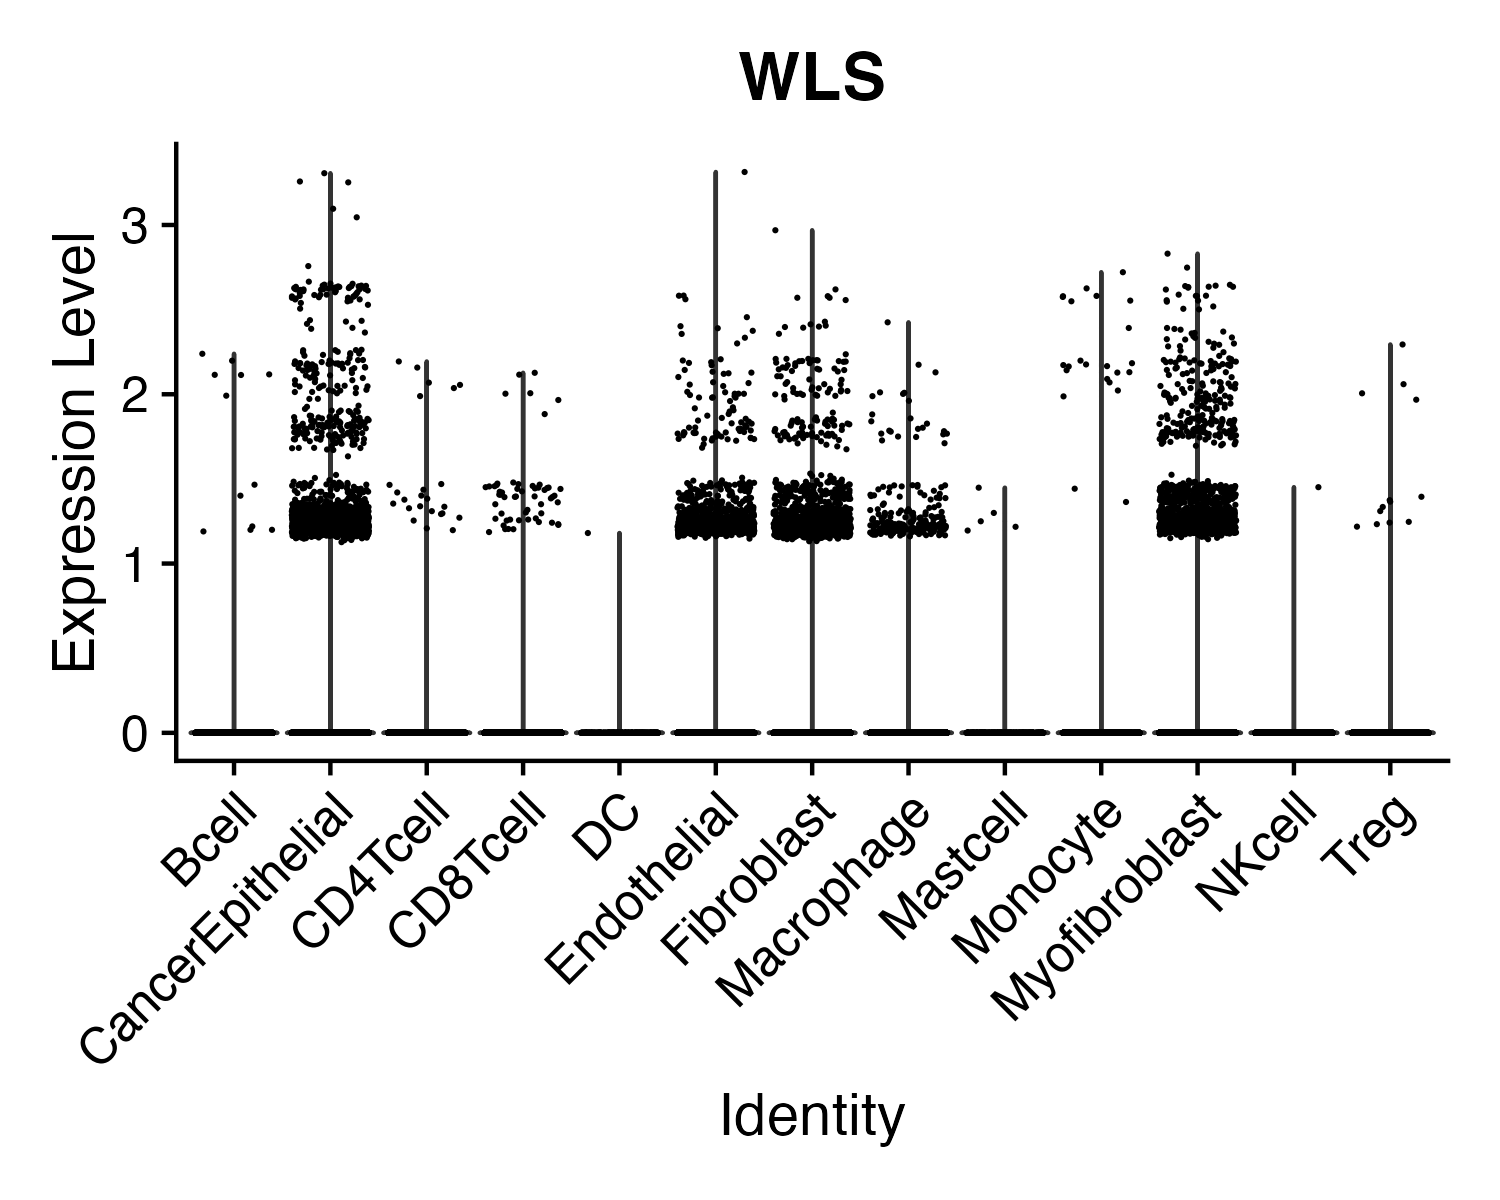 WLS
Expression Level
3
2
1
0
Bcell
CancerEpithelial
CD4Tcell
CD8Tcell
DC
Endothelial
Fibroblast
Macrophage
Mastcell
Monocyte
Myofibroblast
NKcell
Treg
Identity